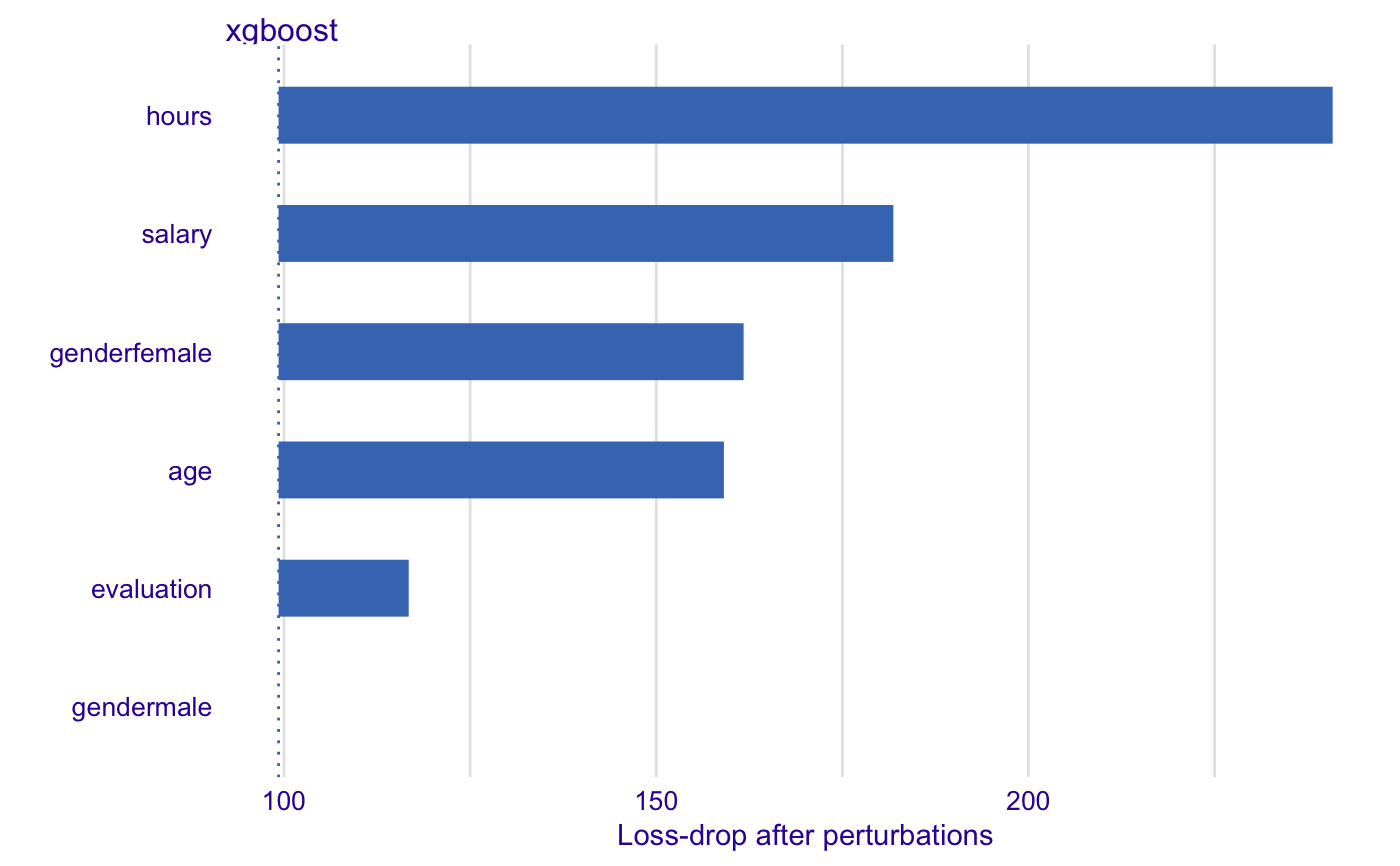 xgboost
hours
salary
genderfemale
age
evaluation
gendermale
100 150 200
Loss-drop after perturbations